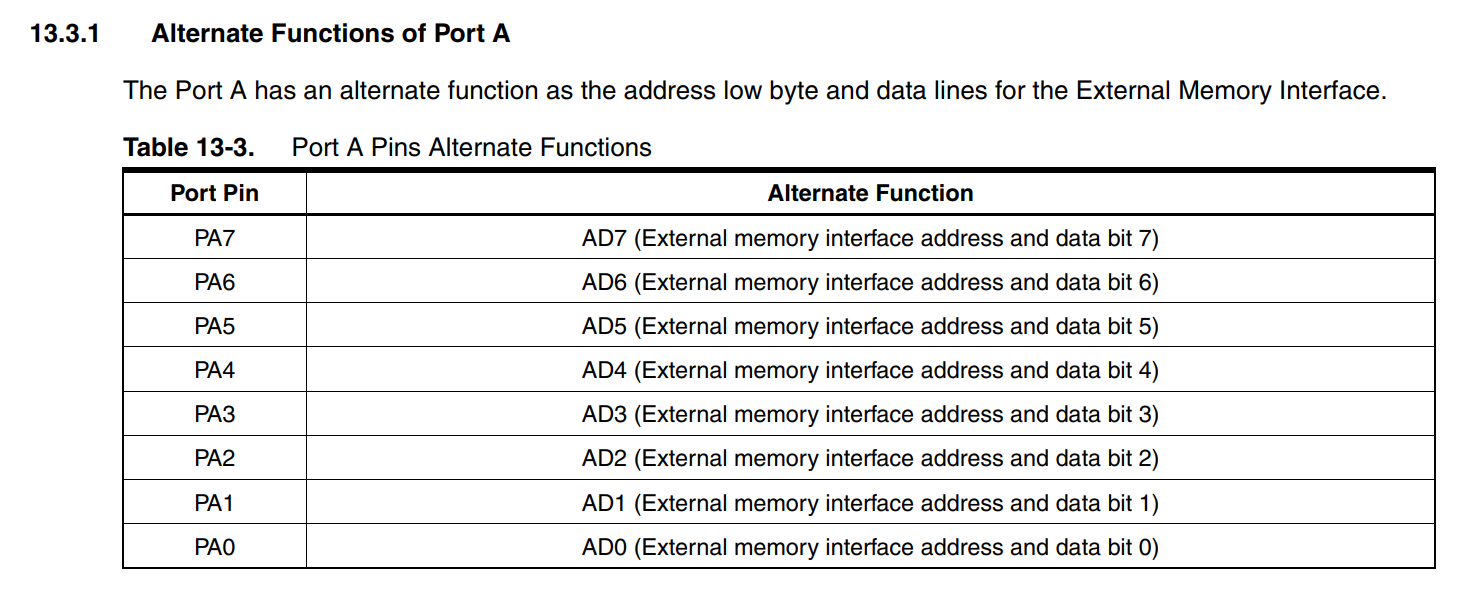 13.3.1 Alternate Functions of Port A
The Port A has an alternate function as the address low byte and data lines for the External Memory Interface.
Table 13-3. Port A Pins Alternate Functions
Port Pin Alternate Function
PA7 AD7 (External memory interface address and data bit 7)
PA6 AD6 (External memory interface address and data bit 6)
PA5 AD5 (External memory interface address and data bit 5)
PA4 AD4 (External memory interface address and data bit 4)
PA3 AD3 (External memory interface address and data bit 3)
PA2 AD2 (External memory interface address and data bit 2)
PA1 AD1 (External memory interface address and data bit 1)
PA0 AD0 (External memory interface address and data bit 0)